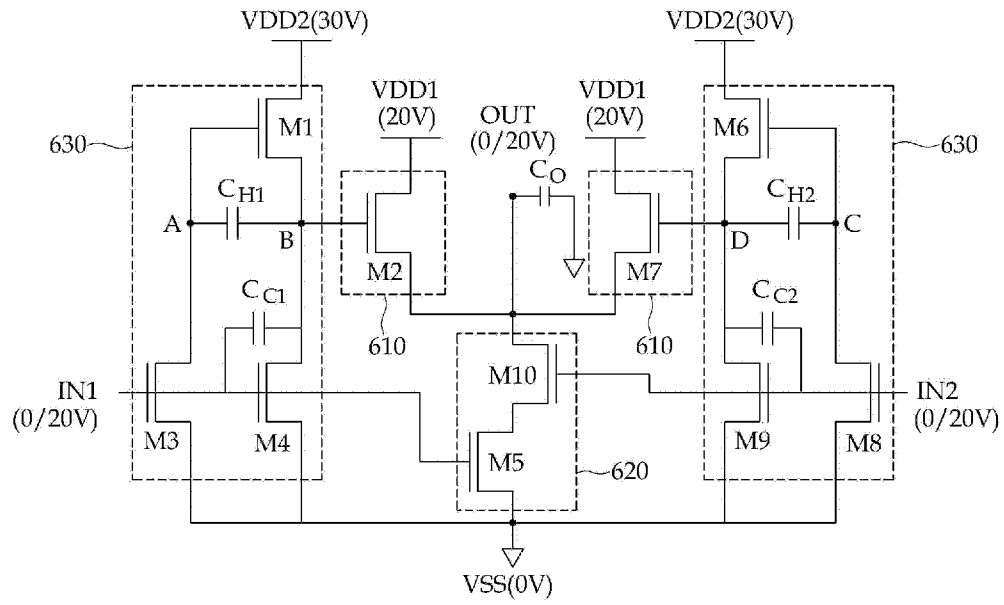 VDD2(30V)
VDD2(30V)
VDD1
(20V)
VDD1
(20V)
OUT
(0/20V)
630
M1
M6
630
CO
CH1
CH2
A
B
D
C
M2
M7
CC1
CC2
610
610
M10
IN1
(0/20V)
IN2
(0/20V)
M3
M4
M5
M9
M8
620
VSS(0V)